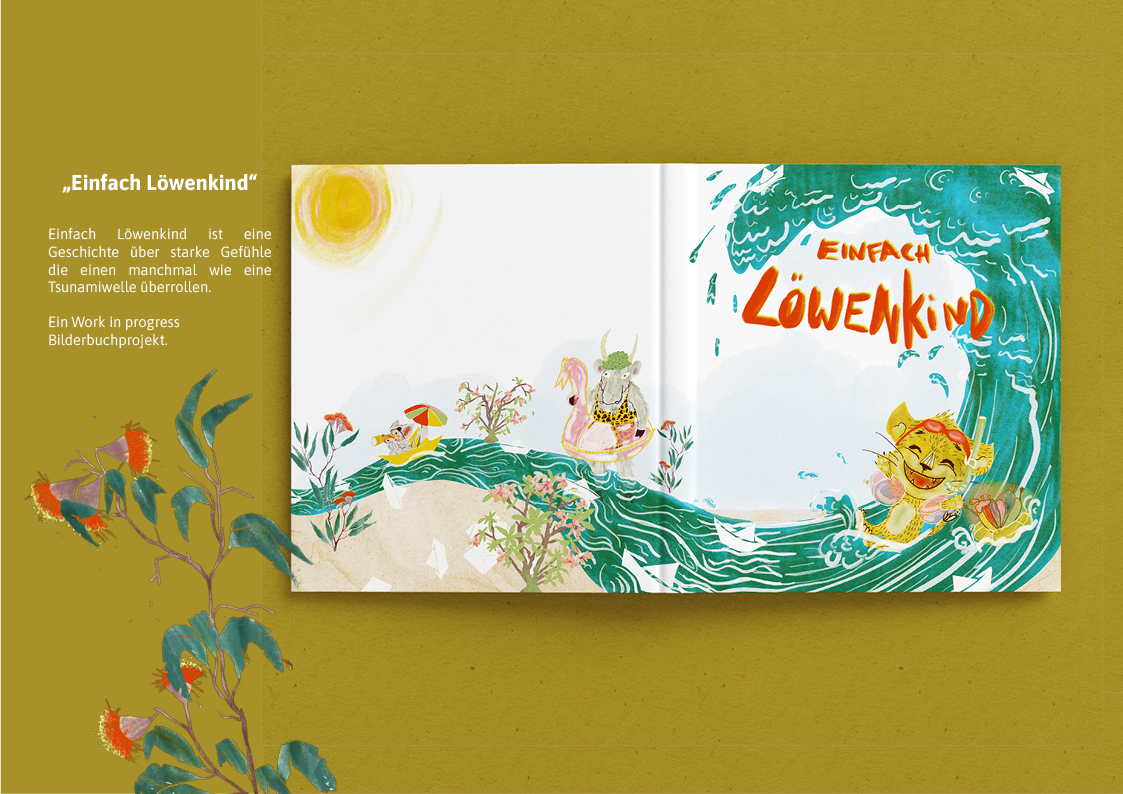 „Einfach Löwenkind“
Einfach Löwenkind ist eine
Geschichte über starke Gefühle
die einen manchmal wie eine
Tsunamiwelle überrollen.
Ein Work in progress
Bilderbuchprojekt.
EINFACH
LÖWENKiND